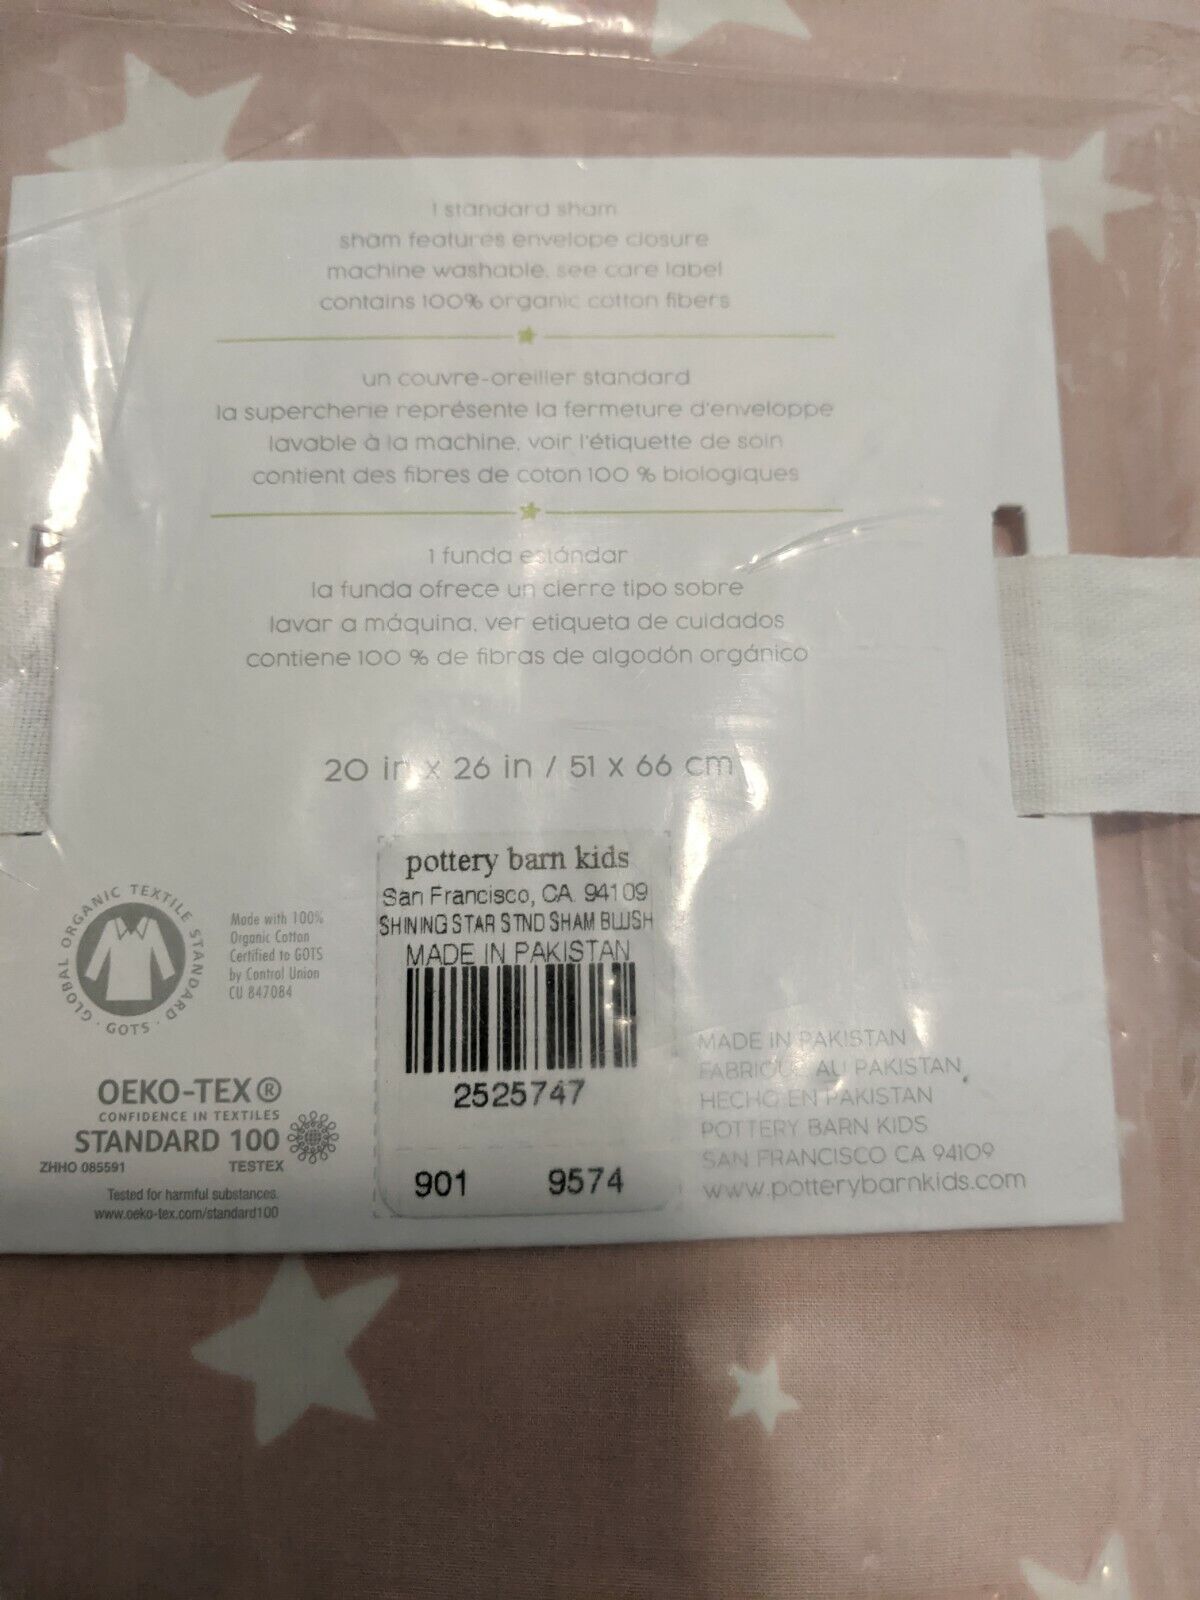 1 standard sham
sham features envelope closure
machine washable, see care label
contains 100% organic cotton fibers
un couvre-oreiller standard
la supercherie représente la fermeture d'enveloppe
lavable à la machine, voir l'étiquette de soin
contient des fibres de coton 100 % biologiques
1 funda estándar
la funda ofrece un cierre tipo sobre
lavar a máquina, ver etiqueta de cuidados
contiene 100 % de fibras de algodón orgánico
20 in x 26 in / 51 x 66 cm
GLOBAL ORGANIC TEXTILE STANDARD
· GOTS ·
Made with 100%
Organic Cotton
Certified to GOTS
by Control Union
CU 847084
OEKO-TEX®
CONFIDENCE IN TEXTILES
STANDARD 100
ZHHO 085591 TESTEX
Tested for harmful substances.
www.oeko-tex.com/standard100
pottery barn kids
San Francisco, CA 94109
SHINING STAR STND SHAM BLUSH
MADE IN PAKISTAN
2525747
901 9574
MADE IN PAKISTAN
FABRIQUÉ AU PAKISTAN
HECHO EN PAKISTAN
POTTERY BARN KIDS
SAN FRANCISCO CA 94109
www.potterybarnkids.com